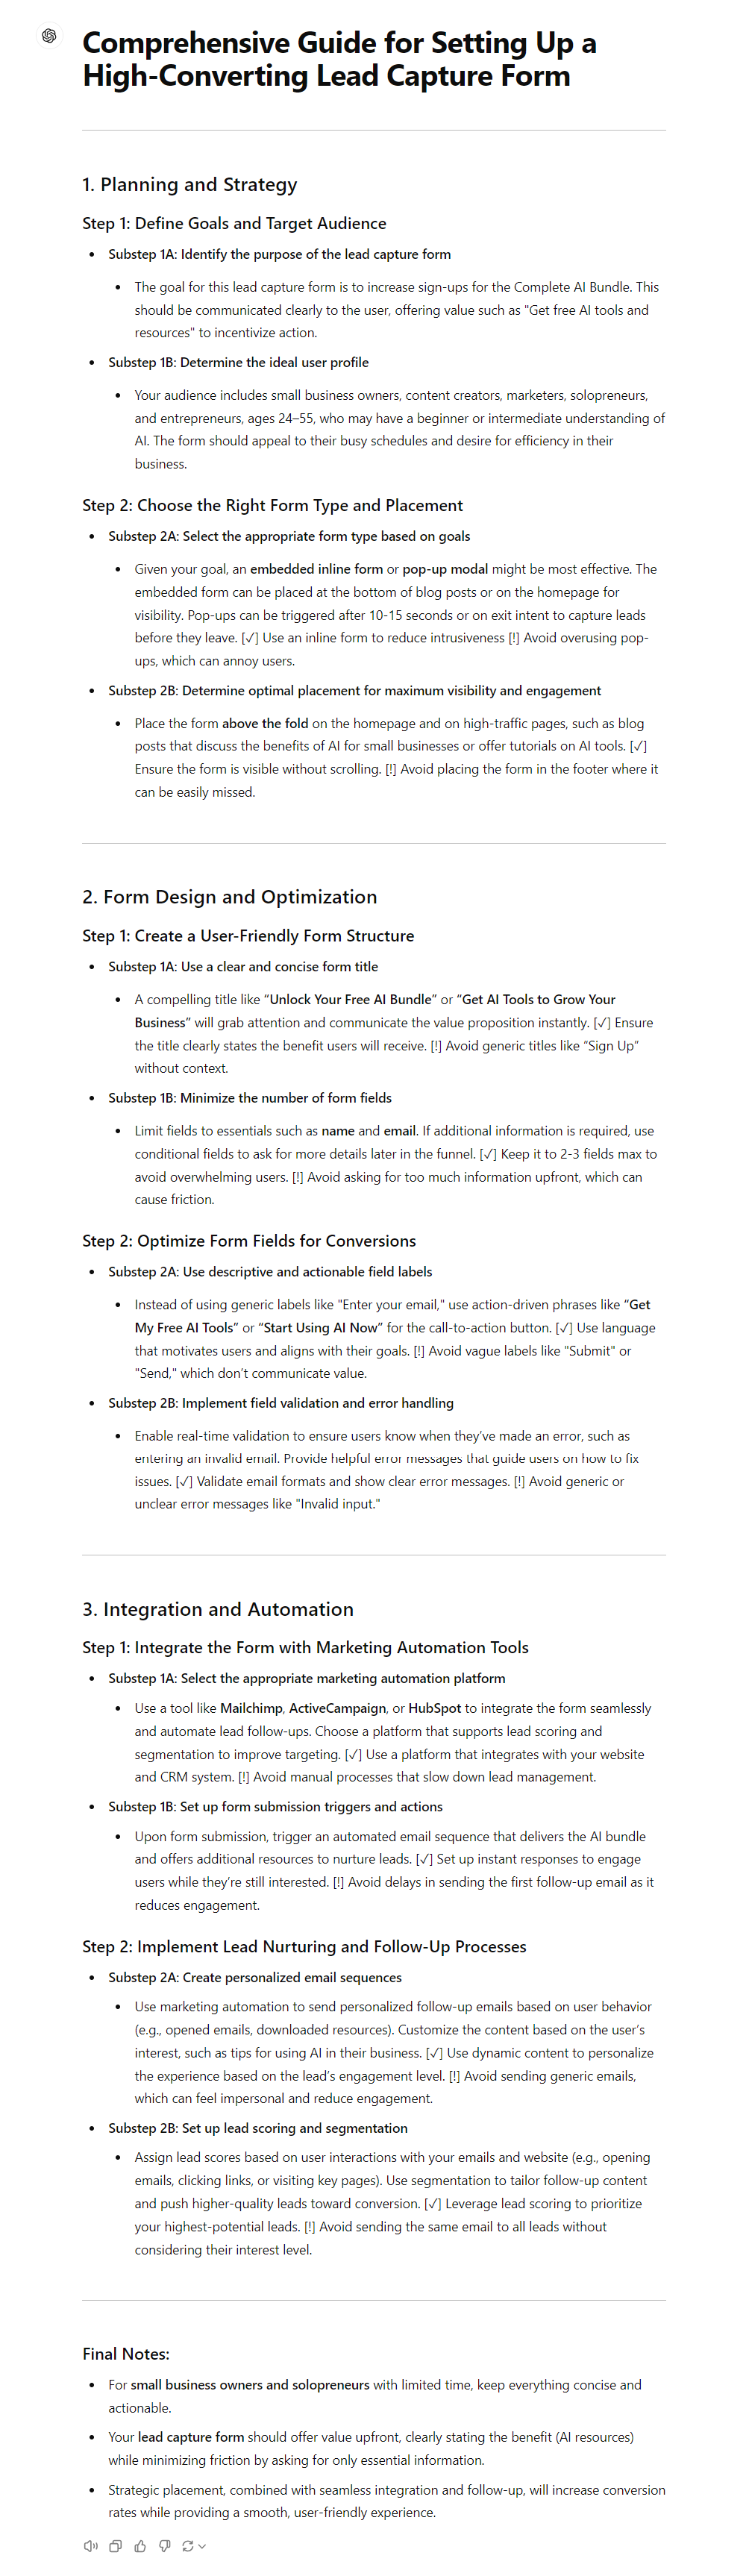 Comprehensive Guide for Setting Up a
High-Converting Lead Capture Form
1. Planning and Strategy
Step 1: Define Goals and Target Audience
• Substep 1A: Identify the purpose of the lead capture form
• The goal for this lead capture form is to increase sign-ups for the Complete AI Bundle. This
should be communicated clearly to the user, offering value such as "Get free AI tools and
resources" to incentivize action.
• Substep 1B: Determine the ideal user profile
• Your audience includes small business owners, content creators, marketers, solopreneurs,
and entrepreneurs, ages 24–55, who may have a beginner or intermediate understanding of
AI. The form should appeal to their busy schedules and desire for efficiency in their
business.
Step 2: Choose the Right Form Type and Placement
• Substep 2A: Select the appropriate form type based on goals
• Given your goal, an embedded inline form or pop-up modal might be most effective. The
embedded form can be placed at the bottom of blog posts or on the homepage for
visibility. Pop-ups can be triggered after 10-15 seconds or on exit intent to capture leads
before they leave. [✓] Use an inline form to reduce intrusiveness [!] Avoid overusing pop-
ups, which can annoy users.
• Substep 2B: Determine optimal placement for maximum visibility and engagement
• Place the form above the fold on the homepage and on high-traffic pages, such as blog
posts that discuss the benefits of AI for small businesses or offer tutorials on AI tools. [✓]
Ensure the form is visible without scrolling. [!] Avoid placing the form in the footer where it
can be easily missed.
2. Form Design and Optimization
Step 1: Create a User-Friendly Form Structure
• Substep 1A: Use a clear and concise form title
• A compelling title like “Unlock Your Free AI Bundle” or “Get AI Tools to Grow Your
Business” will grab attention and communicate the value proposition instantly. [✓] Ensure
the title clearly states the benefit users will receive. [!] Avoid generic titles like “Sign Up”
without context.
• Substep 1B: Minimize the number of form fields
• Limit fields to essentials such as name and email. If additional information is required, use
conditional fields to ask for more details later in the funnel. [✓] Keep it to 2-3 fields max to
avoid overwhelming users. [!] Avoid asking for too much information upfront, which can
cause friction.
Step 2: Optimize Form Fields for Conversions
• Substep 2A: Use descriptive and actionable field labels
• Instead of using generic labels like "Enter your email," use action-driven phrases like “Get
My Free AI Tools” or “Start Using AI Now” for the call-to-action button. [✓] Use language
that motivates users and aligns with their goals. [!] Avoid vague labels like "Submit" or
"Send," which don’t communicate value.
• Substep 2B: Implement field validation and error handling
• Enable real-time validation to ensure users know when they’ve made an error, such as
entering an invalid email. Provide helpful error messages that guide users on how to fix
issues. [✓] Validate email formats and show clear error messages. [!] Avoid generic or
unclear error messages like "Invalid input."
3. Integration and Automation
Step 1: Integrate the Form with Marketing Automation Tools
• Substep 1A: Select the appropriate marketing automation platform
• Use a tool like Mailchimp, ActiveCampaign, or HubSpot to integrate the form seamlessly
and automate lead follow-ups. Choose a platform that supports lead scoring and
segmentation to improve targeting. [✓] Use a platform that integrates with your website
and CRM system. [!] Avoid manual processes that slow down lead management.
• Substep 1B: Set up form submission triggers and actions
• Upon form submission, trigger an automated email sequence that delivers the AI bundle
and offers additional resources to nurture leads. [✓] Set up instant responses to engage
users while they’re still interested. [!] Avoid delays in sending the first follow-up email as it
reduces engagement.
Step 2: Implement Lead Nurturing and Follow-Up Processes
• Substep 2A: Create personalized email sequences
• Use marketing automation to send personalized follow-up emails based on user behavior
(e.g., opened emails, downloaded resources). Customize the content based on the user’s
interest, such as tips for using AI in their business. [✓] Use dynamic content to personalize
the experience based on the lead’s engagement level. [!] Avoid sending generic emails,
which can feel impersonal and reduce engagement.
• Substep 2B: Set up lead scoring and segmentation
• Assign lead scores based on user interactions with your emails and website (e.g., opening
emails, clicking links, or visiting key pages). Use segmentation to tailor follow-up content
and push higher-quality leads toward conversion. [✓] Leverage lead scoring to prioritize
your highest-potential leads. [!] Avoid sending the same email to all leads without
considering their interest level.
Final Notes:
• For small business owners and solopreneurs with limited time, keep everything concise and
actionable.
• Your lead capture form should offer value upfront, clearly stating the benefit (AI resources)
while minimizing friction by asking for only essential information.
• Strategic placement, combined with seamless integration and follow-up, will increase conversion
rates while providing a smooth, user-friendly experience.